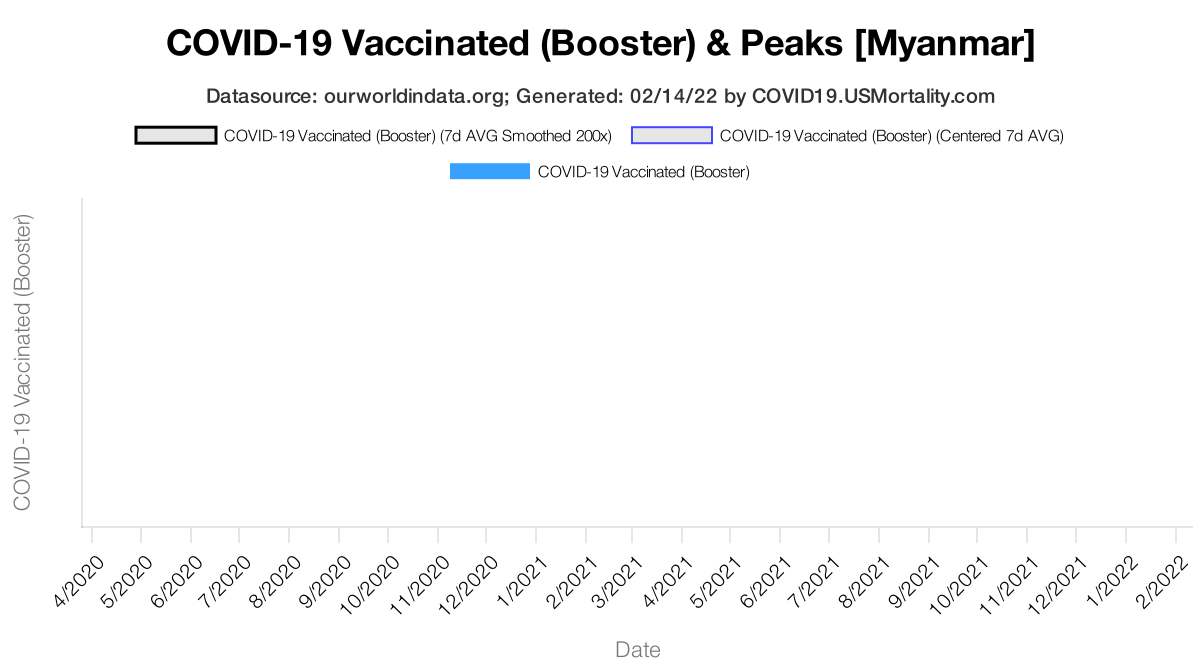 COVID-19 Vaccinated (Booster) & Peaks [Myanmar]
Datasource: ourworldindata.org; Generated: 02/14/22 by COVID19.USMortality.com
COVID-19 Vaccinated (Booster) (7d AVG Smoothed 200x) COVID-19 Vaccinated (Booster) (Centered 7d AVG)
COVID-19 Vaccinated (Booster)
COVID-19 Vaccinated (Booster)
4/2020 5/2020 6/2020 7/2020 8/2020 9/2020 10/2020 11/2020 12/2020 1/2021 2/2021 3/2021 4/2021 5/2021 6/2021 7/2021 8/2021 9/2021 10/2021 11/2021 12/2021 1/2022 2/2022
Date